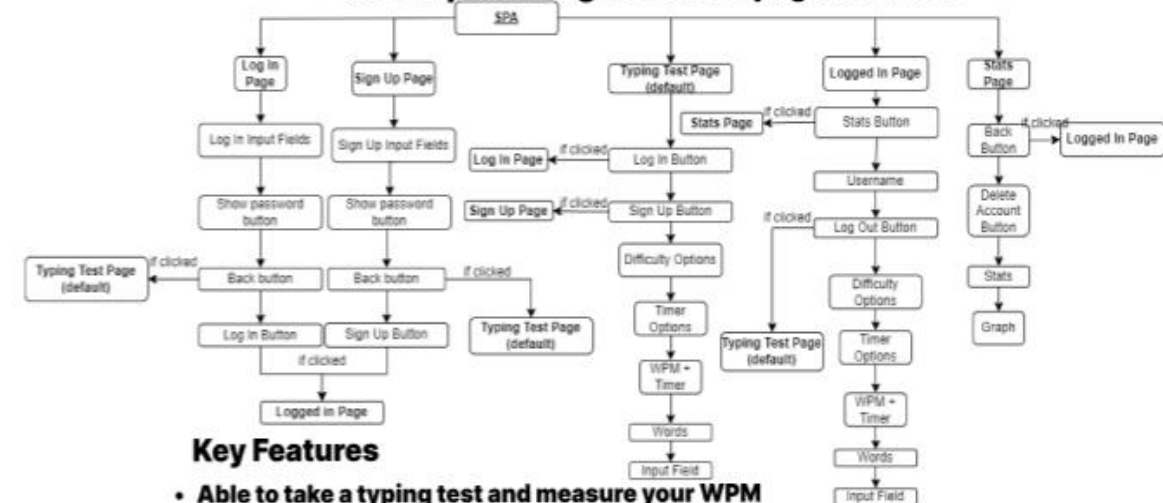 SPA
Log In
Page
Log In Input Fields
Show password
button
Back button
if clicked
Typing Test Page
(default)
Log In Button
Sign Up Page
Sign Up Input Fields
Show password
button
Back button
if clicked
Typing Test Page
(default)
Sign Up Button
if clicked
Logged in Page
Typing Test Page
(default)
Log In Button
if clicked
Log In Page
Sign Up Button
if clicked
Sign Up Page
Difficulty Options
Timer
Options
WPM +
Timer
Words
Input Field
Logged In Page
Stats Button
if clicked
Stats Page
Username
Log Out Button
if clicked
Typing Test Page
(default)
Difficulty
Options
Timer
Options
WPM +
Timer
Words
Input Field
Stats
Page
Back
Button
if clicked
Logged In Page
Delete
Account
Button
Stats
Graph
Key Features
• Able to take a typing test and measure your WPM